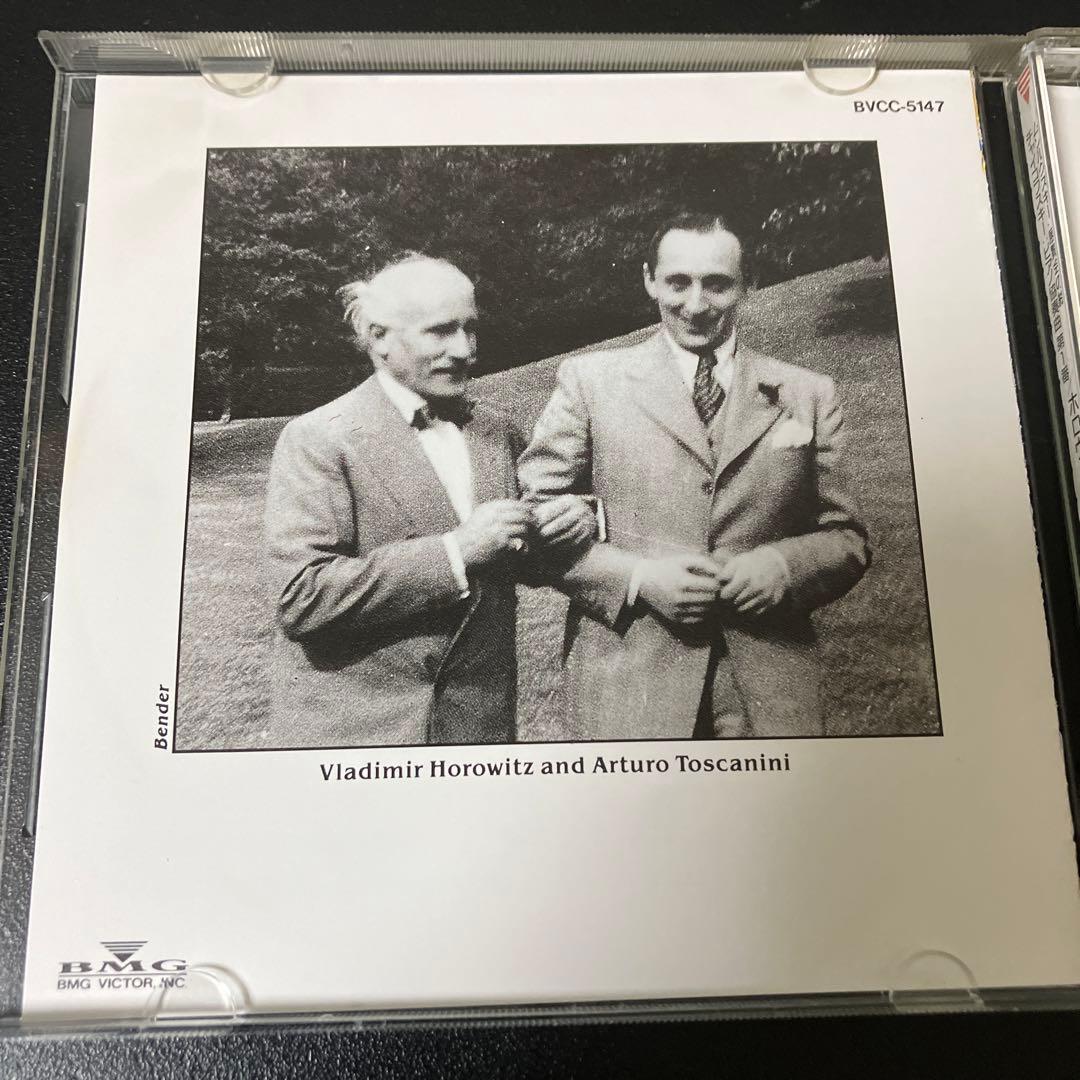 BVCC-5147
Bender
Vladimir Horowitz and Arturo Toscanini
BMG
BMG VICTOR, INC.